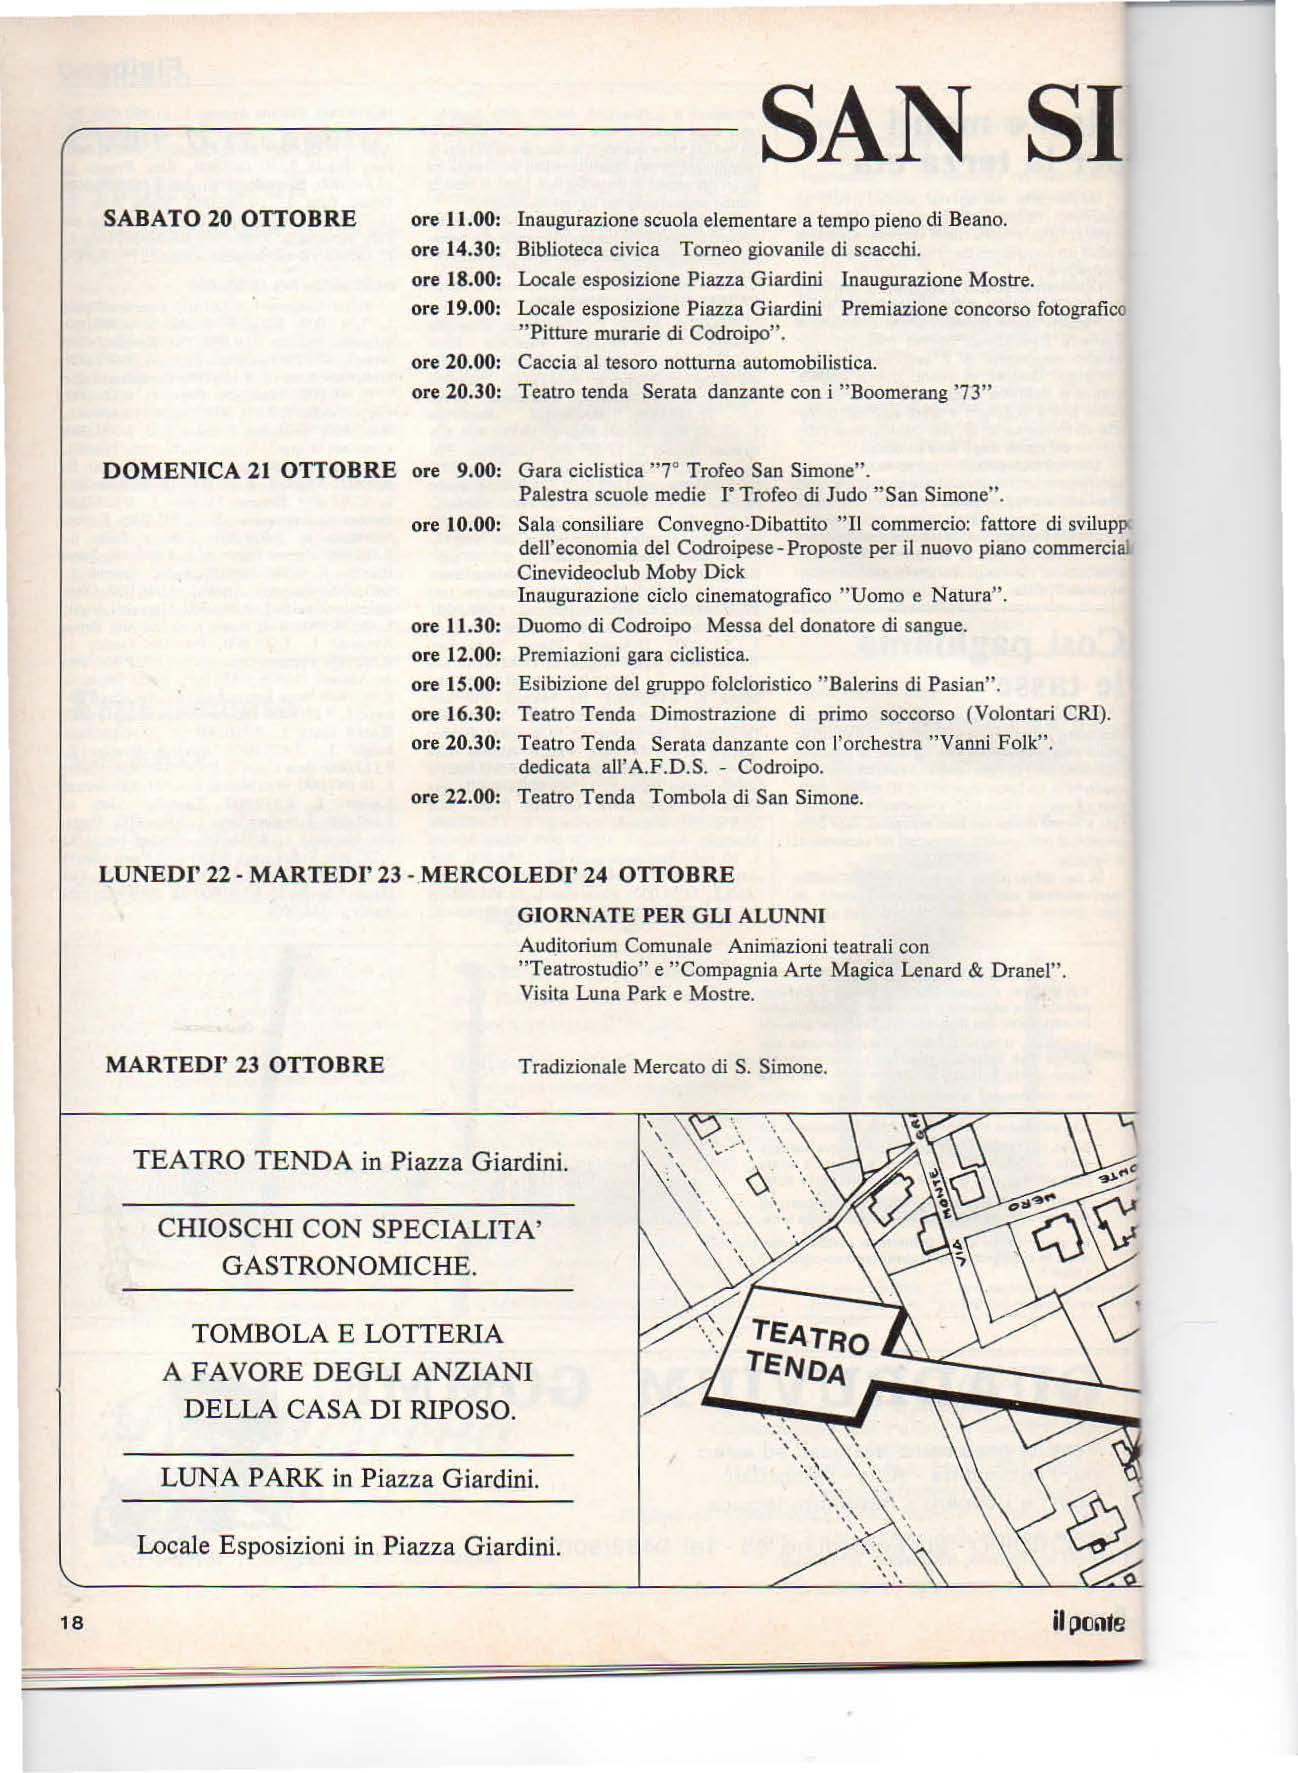 SAN SI
SABATO 20 OTTOBRE
ore 11.00: Inaugurazione scuola elementare a tempo pieno di Beano.
ore 14.30: Biblioteca civica Torneo giovanile di scacchi.
ore 18.00: Locale esposizione Piazza Giardini Inaugurazione Mostre.
ore 19.00: Locale esposizione Piazza Giardini Premiazione concorso fotografico
"Pitture murarie di Codroipo".
ore 20.00: Caccia al tesoro notturna automobilistica.
ore 20.30: Teatro tenda Serata danzante con i "Boomerang '73"
DOMENICA 21 OTTOBRE
ore 9.00: Gara ciclistica "7° Trofeo San Simone".
Palestra scuole medie I° Trofeo di Judo "San Simone".
ore 10.00: Sala consiliare Convegno-Dibattito "Il commercio: fattore di svilupp
dell'economia del Codroipese - Proposte per il nuovo piano commercial
Cinevideoclub Moby Dick
Inaugurazione ciclo cinematografico "Uomo e Natura".
ore 11.30: Duomo di Codroipo Messa del donatore di sangue.
ore 12.00: Premiazioni gara ciclistica.
ore 15.00: Esibizione del gruppo folcloristico "Balerins di Pasian".
ore 16.30: Teatro Tenda Dimostrazione di primo soccorso (Volontari CRI).
ore 20.30: Teatro Tenda Serata danzante con l'orchestra "Vanni Folk".
dedicata all'A.F.D.S. - Codroipo.
ore 22.00: Teatro Tenda Tombola di San Simone.
LUNEDI' 22 - MARTEDI' 23 - MERCOLEDI' 24 OTTOBRE
GIORNATE PER GLI ALUNNI
Auditorium Comunale Animazioni teatrali con
"Teatrostudio" e "Compagnia Arte Magica Lenard & Dranel".
Visita Luna Park e Mostre.
MARTEDI' 23 OTTOBRE
Tradizionale Mercato di S. Simone.
TEATRO TENDA in Piazza Giardini.
CHIOSCHI CON SPECIALITA'
GASTRONOMICHE.
TOMBOLA E LOTTERIA
A FAVORE DEGLI ANZIANI
DELLA CASA DI RIPOSO.
LUNA PARK in Piazza Giardini.
Locale Esposizioni in Piazza Giardini.
VIA MONTE
NERO
TEATRO
TENDA
18
il ponte